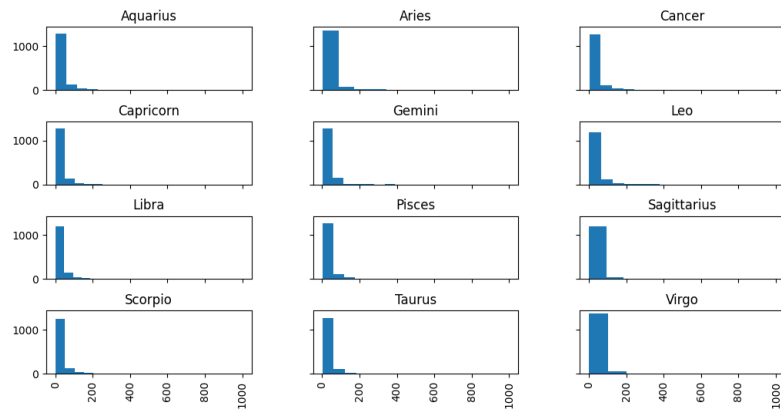 Aquarius Aries Cancer
1000
0
Capricorn Gemini Leo
1000
0
Libra Pisces Sagittarius
1000
0
Scorpio Taurus Virgo
1000
0
0 200 400 600 800 1000 0 200 400 600 800 1000 0 200 400 600 800 1000